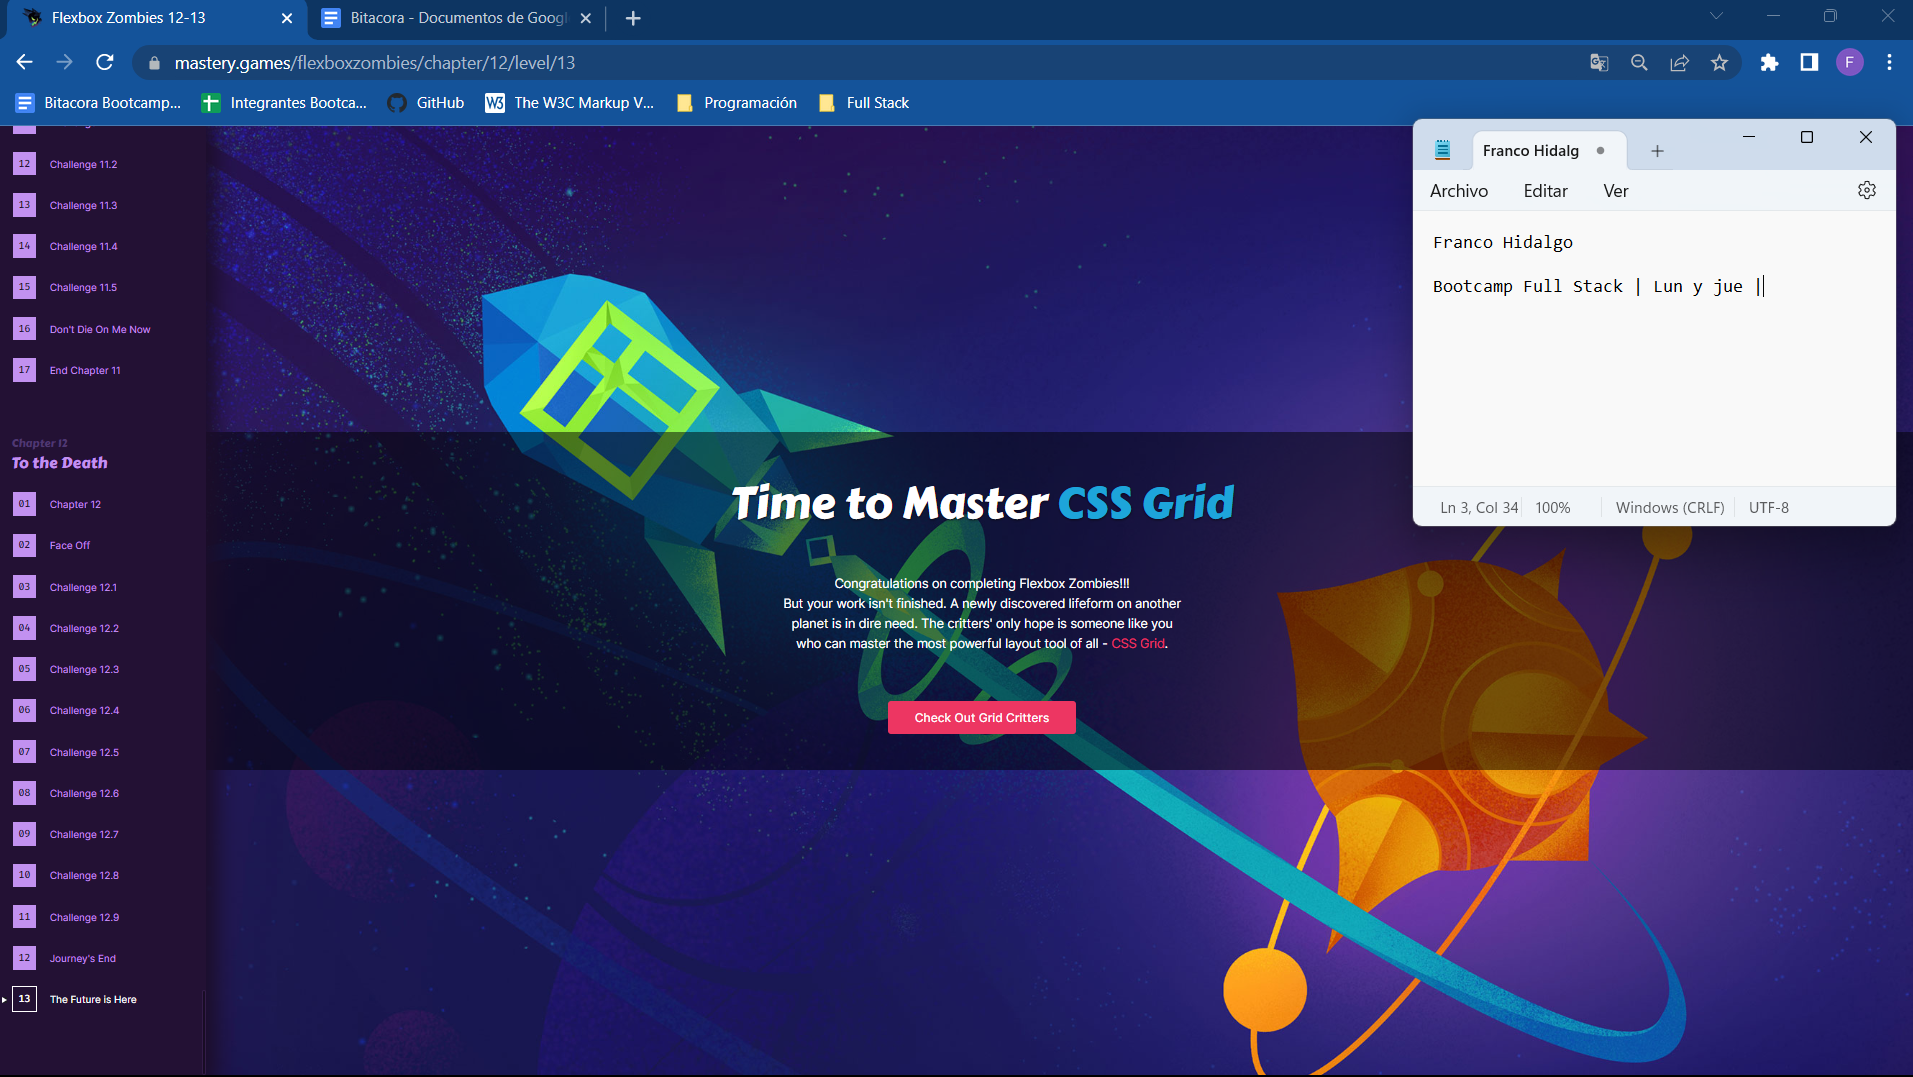 Flexbox Zombies 12-13
Bitacora - Documentos de Googl
mastery.games/flexboxzombies/chapter/12/level/13
F
Bitacora Bootcamp...
Integrantes Bootca...
GitHub
W3
The W3C Markup V...
Programación
Full Stack
12 Challenge 11.2
13 Challenge 11.3
14 Challenge 11.4
15 Challenge 11.5
16 Don't Die On Me Now
17 End Chapter 11
Chapter 12
To the Death
01 Chapter 12
02 Face Off
03 Challenge 12.1
04 Challenge 12.2
05 Challenge 12.3
06 Challenge 12.4
07 Challenge 12.5
08 Challenge 12.6
09 Challenge 12.7
10 Challenge 12.8
11 Challenge 12.9
12 Journey's End
13 The Future is Here
Time to Master CSS Grid
Congratulations on completing Flexbox Zombies!!!
But your work isn't finished. A newly discovered lifeform on another
planet is in dire need. The critters' only hope is someone like you
who can master the most powerful layout tool of all - CSS Grid.
Check Out Grid Critters
Franco Hidalg
Archivo Editar Ver
Franco Hidalgo
Bootcamp Full Stack | Lun y jue |
Ln 3, Col 34 100% Windows (CRLF) UTF-8